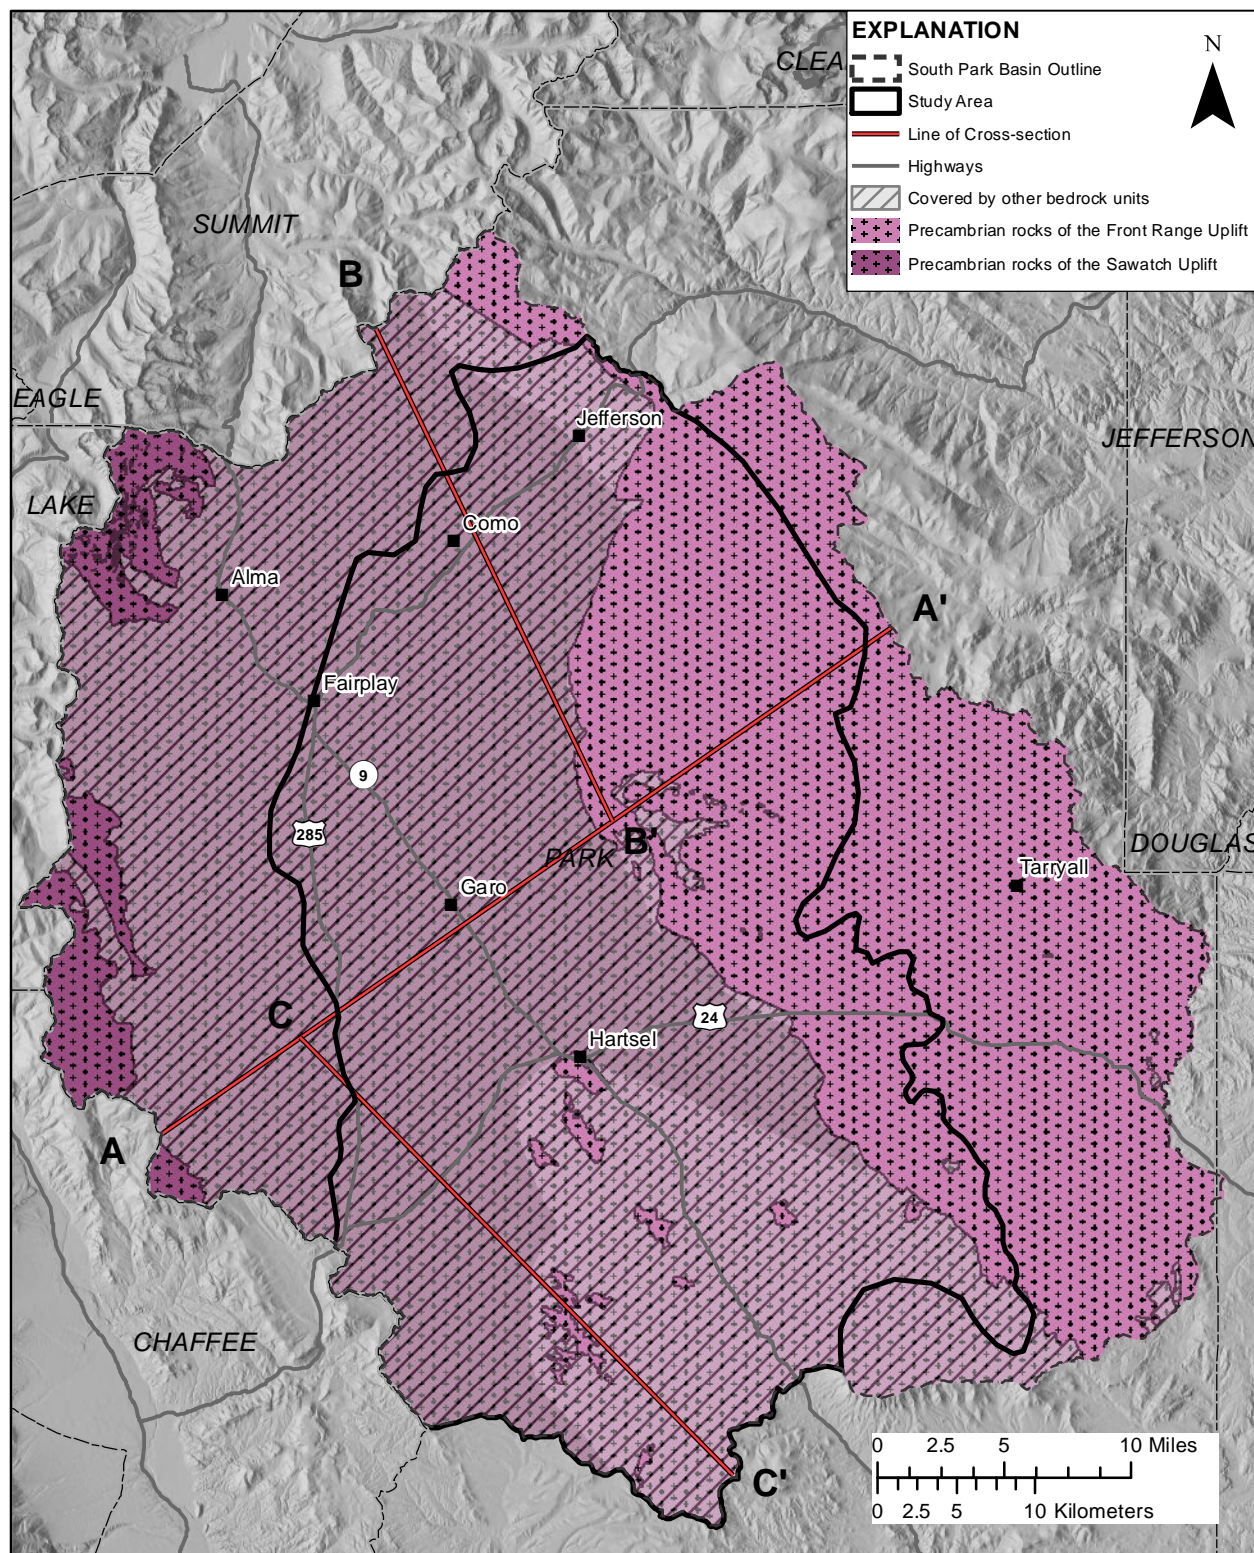 EXPLANATION
South Park Basin Outline
Study Area
Line of Cross-section
Highways
Covered by other bedrock units
Precambrian rocks of the Front Range Uplift
Precambrian rocks of the Sawatch Uplift
N
CLEA
SUMMIT
B
EAGLE
Jefferson
JEFFERSON
LAKE
Como
Alma
A'
Fairplay
9
285
B'
PARK
DOUGLAS
Tarryall
Garo
C
24
Hartsel
A
CHAFFEE
C'
0 2.5 5 10 Miles
0 2.5 5 10 Kilometers